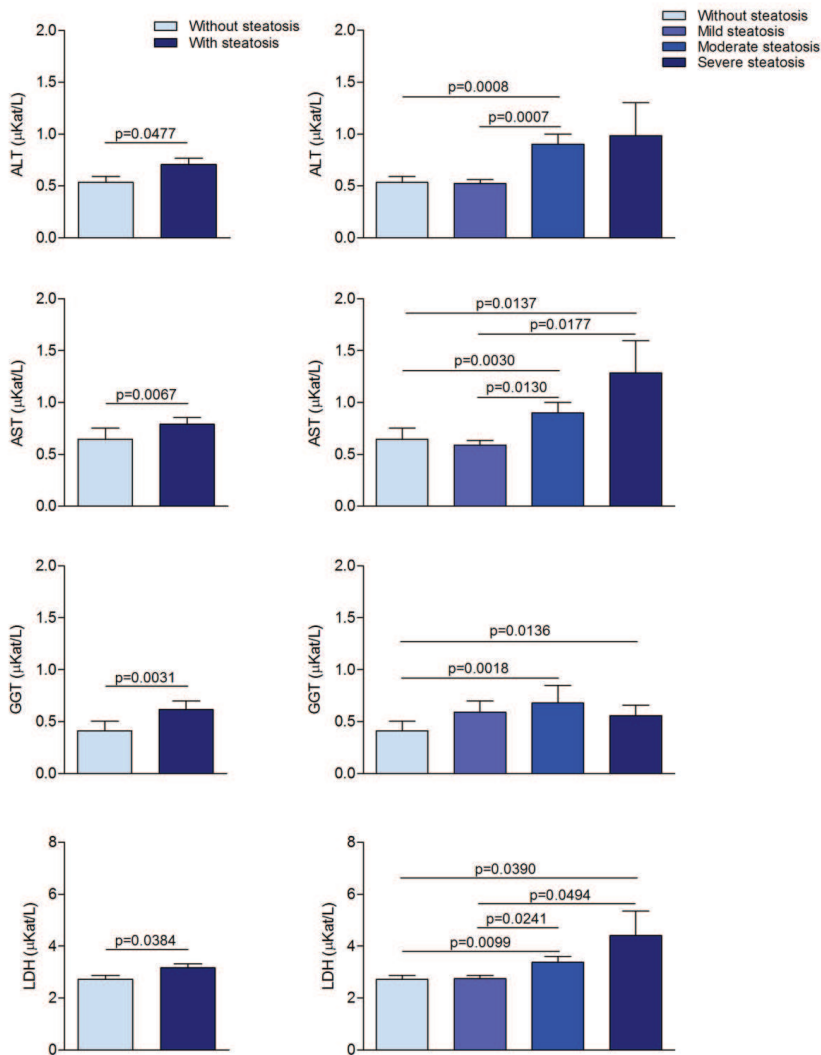 Without steatosis
With steatosis
Without steatosis
Mild steatosis
Moderate steatosis
Severe steatosis
2.0
1.5
1.0
0.5
0.0
ALT (μKat/L)
p=0.0477
2.0
1.5
1.0
0.5
0.0
ALT (μKat/L)
p=0.0008
p=0.0007
2.0
1.5
1.0
0.5
0.0
AST (μKat/L)
p=0.0067
2.0
1.5
1.0
0.5
0.0
AST (μKat/L)
p=0.0137
p=0.0177
p=0.0030
p=0.0130
2.0
1.5
1.0
0.5
0.0
GGT (μKat/L)
p=0.0031
2.0
1.5
1.0
0.5
0.0
GGT (μKat/L)
p=0.0136
p=0.0018
8
6
4
2
0
LDH (μKat/L)
p=0.0384
8
6
4
2
0
LDH (μKat/L)
p=0.0390
p=0.0494
p=0.0241
p=0.0099